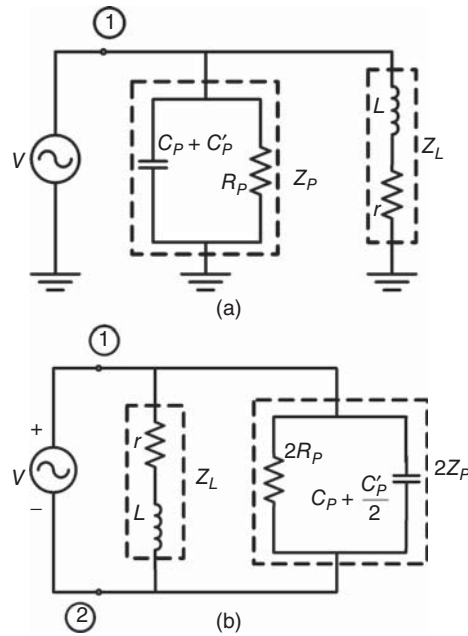 1
V
C_P + C'_P
R_P
Z_P
L
r
Z_L
(a)
1
+
V
−
r
L
Z_L
2R_P
C_P + C'_P/2
2Z_P
2
(b)